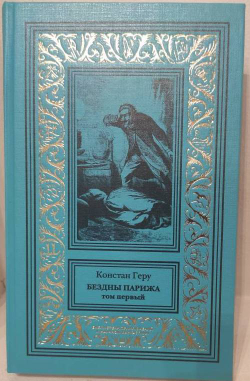 Констан Геру
БЕЗДНЫ ПАРИЖА
том первый